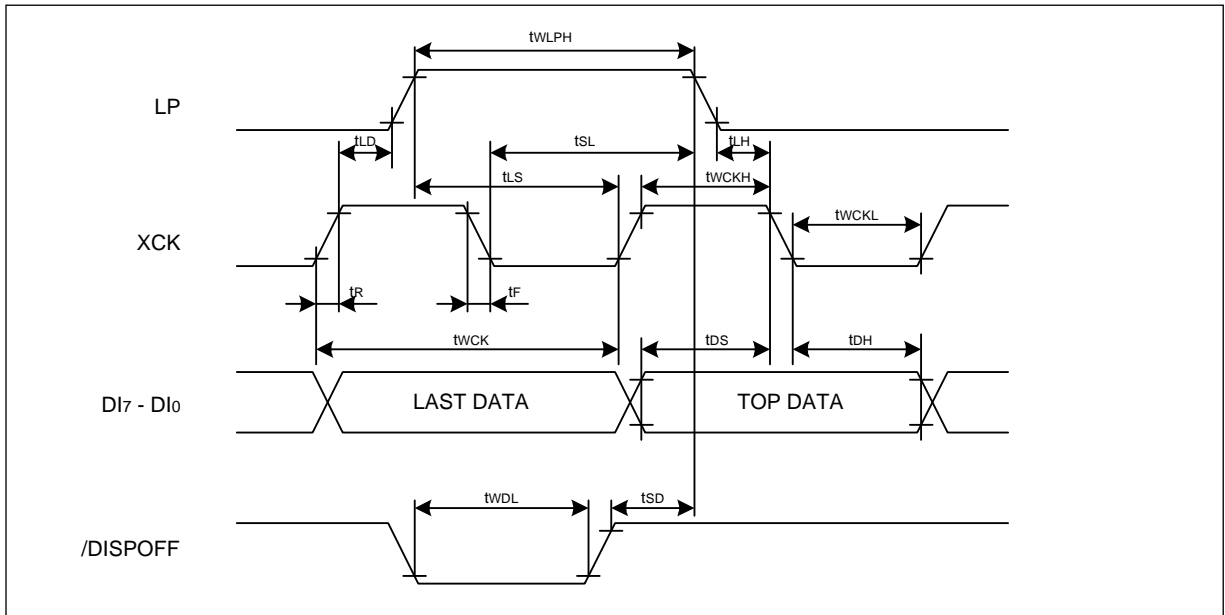 tWLPH
LP
tLD
tSL
tLH
tLS
tWCKH
tWCKL
XCK
tR
tF
tWCK
tDS
tDH
DI7 - DI0
LAST DATA
TOP DATA
tWDL
tSD
/DISPOFF